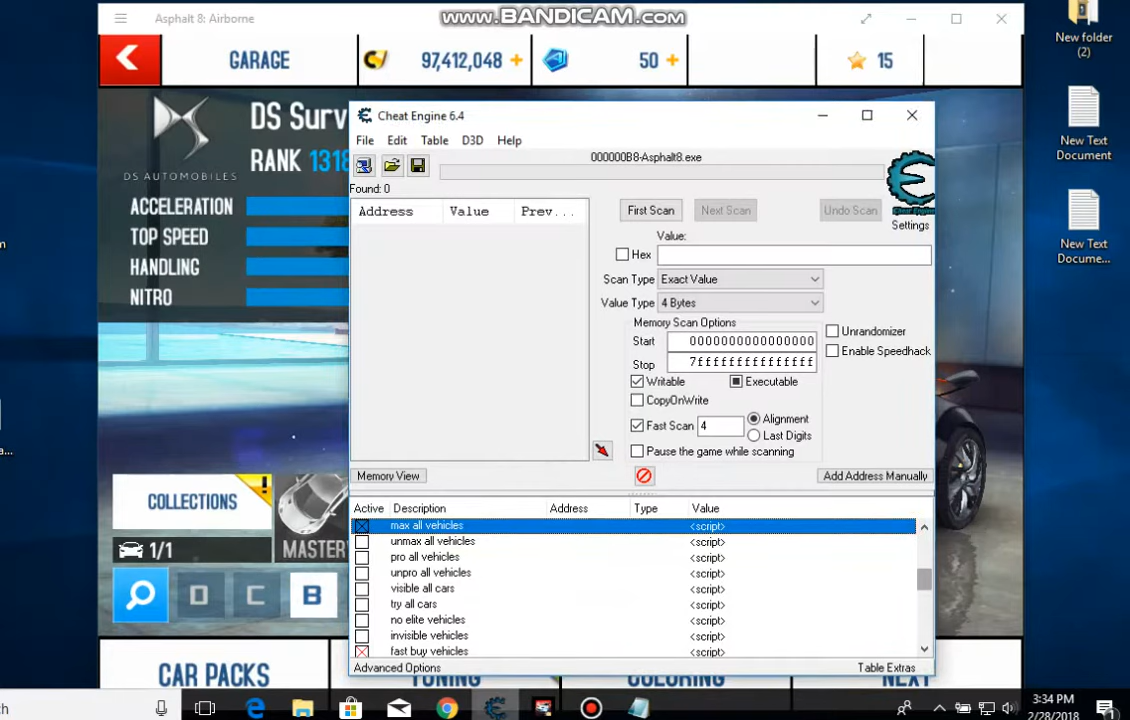 www.BANDICAM.com
Asphalt 8: Airborne
New folder
(2)
GARAGE
97,412,048 +
50 +
15
DS AUTOMOBILES
DS Surv
RANK 1318
ACCELERATION
TOP SPEED
HANDLING
NITRO
Cheat Engine 6.4
File Edit Table D3D Help
000000B8-Asphalt8.exe
Found: 0
Address Value Prev...
First Scan Next Scan Undo Scan
Settings
Value:
Hex
Scan Type Exact Value
Value Type 4 Bytes
Memory Scan Options
Start 0000000000000000
Stop 7fffffffffffffff
Unrandomizer
Enable Speedhack
Writable Executable
CopyOnWrite
Fast Scan 4 Alignment
Last Digits
Pause the game while scanning
Memory View Add Address Manually
Active Description Address Type Value
max all vehicles <script>
unmax all vehicles <script>
pro all vehicles <script>
unpro all vehicles <script>
visible all cars <script>
try all cars <script>
no elite vehicles <script>
invisible vehicles <script>
fast buy vehicles <script>
Advanced Options Table Extras
COLLECTIONS
!
1/1
MASTER
D C B
CAR PACKS
TUNING
COLORING
NEXT
New Text
Document
New Text
Docume...
m
a...
ch
3:34 PM
2/28/2018
1